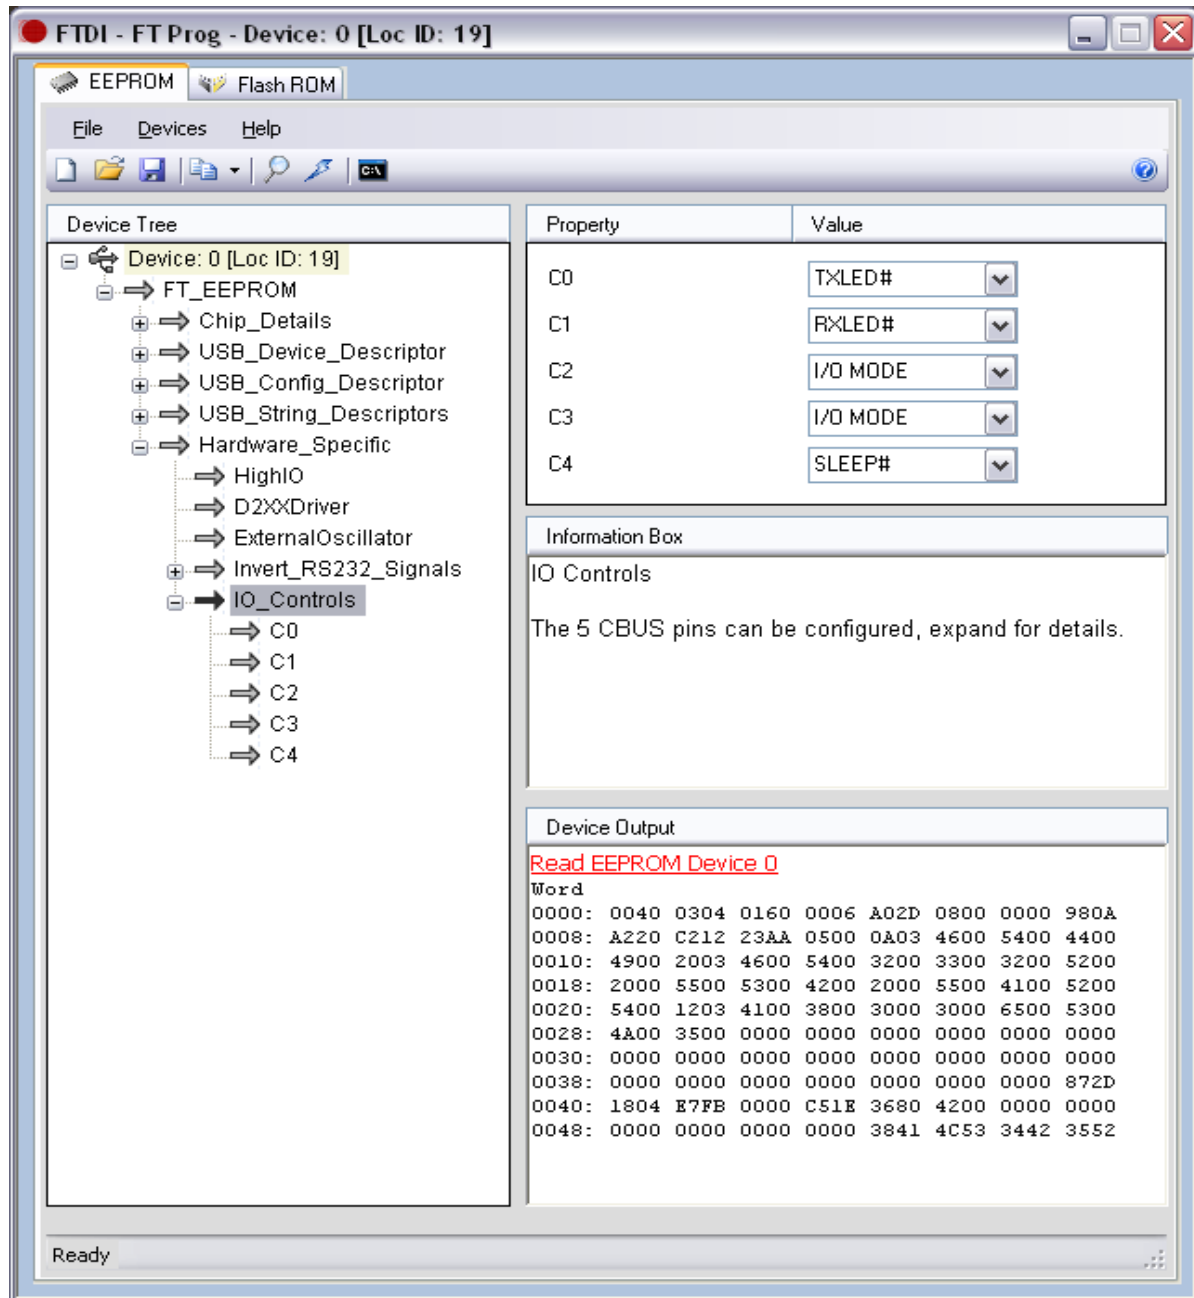 FTDI - FT Prog - Device: 0 [Loc ID: 19]
EEPROM
Flash ROM
File Devices Help
C:\
Device Tree
Device: 0 [Loc ID: 19]
FT_EEPROM
Chip_Details
USB_Device_Descriptor
USB_Config_Descriptor
USB_String_Descriptors
Hardware_Specific
HighIO
D2XXDriver
ExternalOscillator
Invert_RS232_Signals
IO_Controls
C0
C1
C2
C3
C4
Property Value
C0 TXLED#
C1 RXLED#
C2 I/O MODE
C3 I/O MODE
C4 SLEEP#
Information Box
IO Controls
The 5 CBUS pins can be configured, expand for details.
Device Output
Read EEPROM Device 0
Word
0000: 0040 0304 0160 0006 A02D 0800 0000 980A
0008: A220 C212 23AA 0500 0A03 4600 5400 4400
0010: 4900 2003 4600 5400 3200 3300 3200 5200
0018: 2000 5500 5300 4200 2000 5500 4100 5200
0020: 5400 1203 4100 3800 3000 3000 6500 5300
0028: 4A00 3500 0000 0000 0000 0000 0000 0000
0030: 0000 0000 0000 0000 0000 0000 0000 0000
0038: 0000 0000 0000 0000 0000 0000 0000 872D
0040: 1804 E7FB 0000 C51E 3680 4200 0000 0000
0048: 0000 0000 0000 0000 3841 4C53 3442 3552
Ready